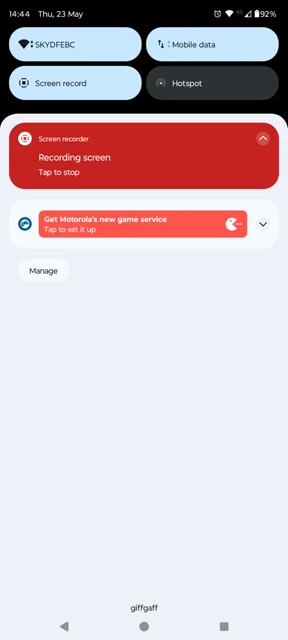 14:44 Thu, 23 May 4G 92%
SKYDFEBC
Mobile data
Screen record
Hotspot
Screen recorder
Recording screen
Tap to stop
Get Motorola's new game service
Tap to set it up
Manage
giffgaff